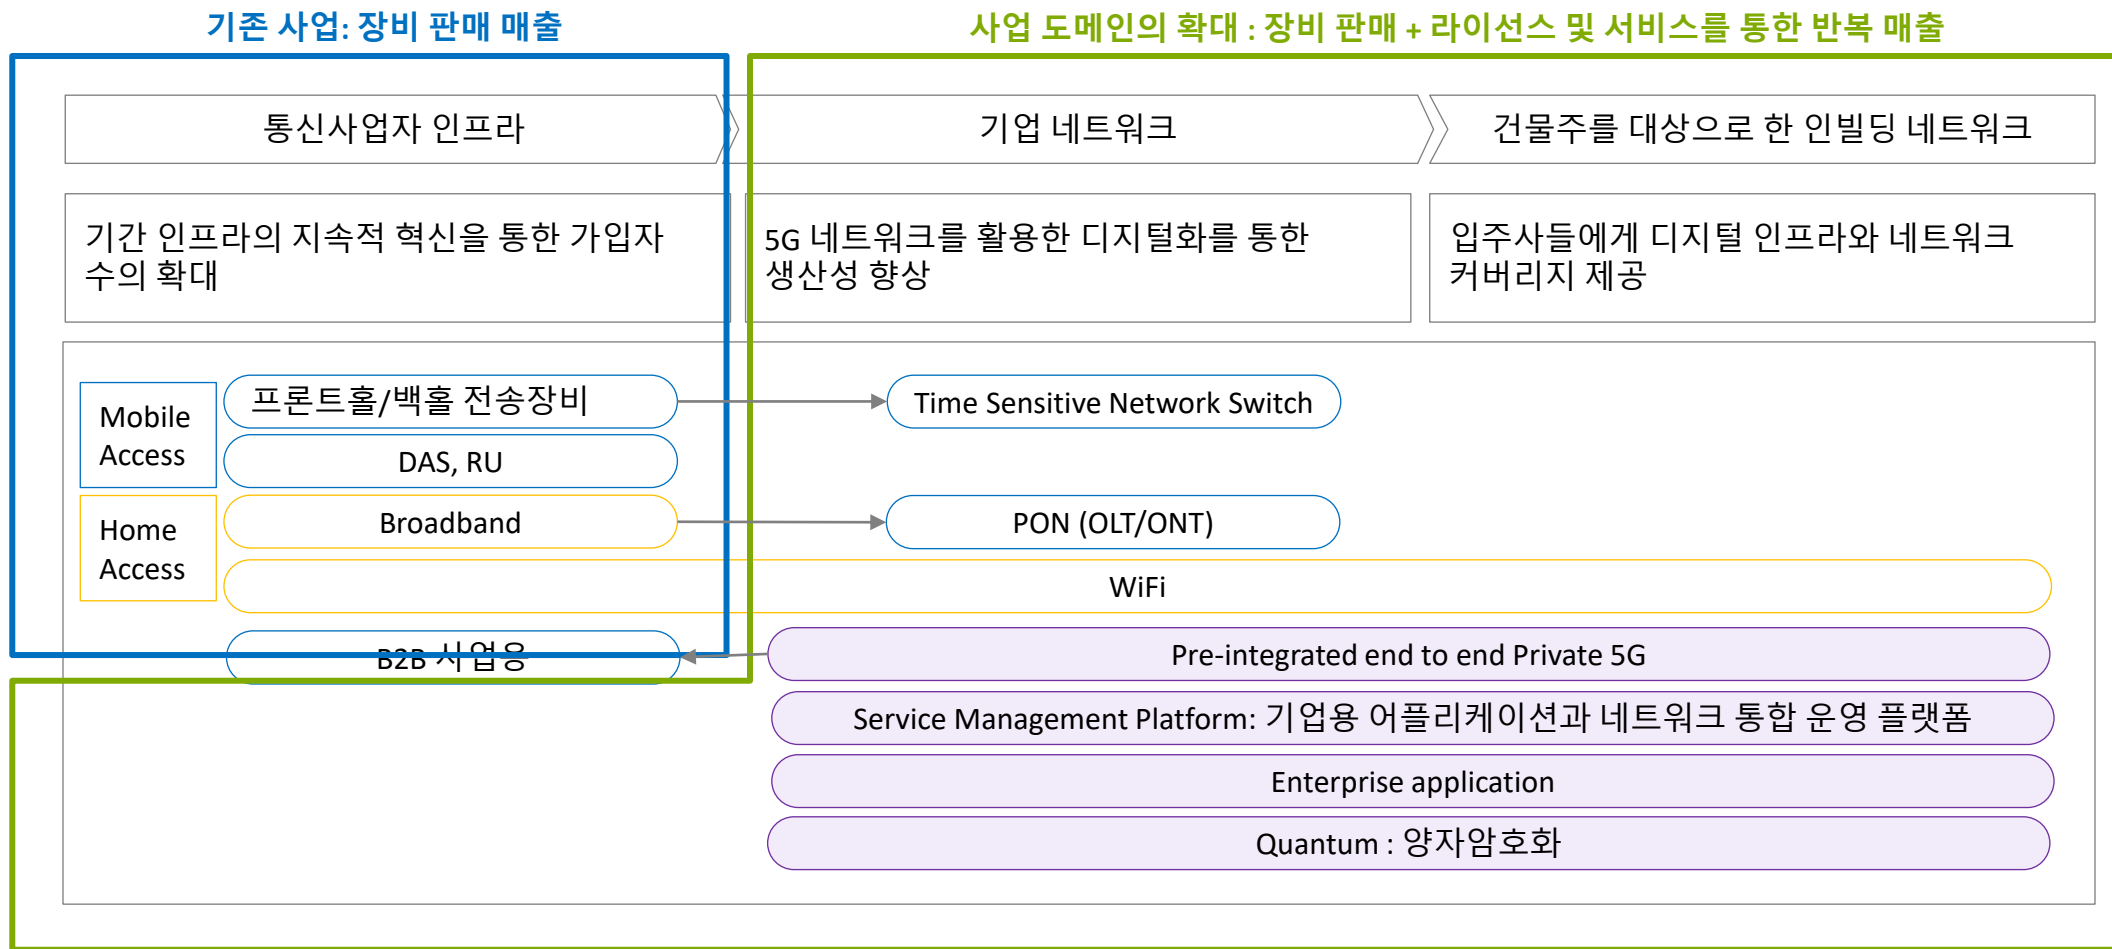 기존 사업: 장비 판매 매출
사업 도메인의 확대 : 장비 판매 + 라이선스 및 서비스를 통한 반복 매출
통신사업자 인프라
기업 네트워크
건물주를 대상으로 한 인빌딩 네트워크
기간 인프라의 지속적 혁신을 통한 가입자
수의 확대
5G 네트워크를 활용한 디지털화를 통한
생산성 향상
입주사들에게 디지털 인프라와 네트워크
커버리지 제공
Mobile
Access
프론트홀/백홀 전송장비
Time Sensitive Network Switch
DAS, RU
Home
Access
Broadband
PON (OLT/ONT)
WiFi
B2B 사업용
Pre-integrated end to end Private 5G
Service Management Platform: 기업용 어플리케이션과 네트워크 통합 운영 플랫폼
Enterprise application
Quantum : 양자암호화